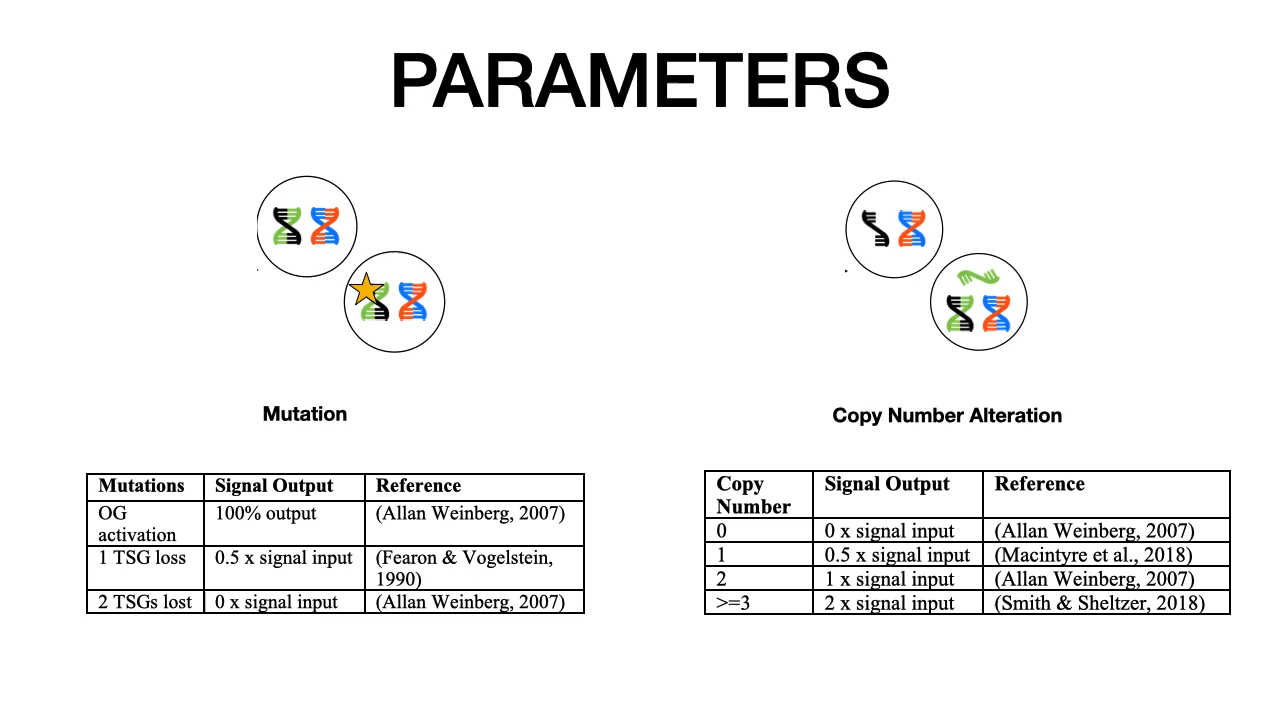 PARAMETERS
Mutation
Copy Number Alteration
Mutations Signal Output Reference
OG activation 100% output (Allan Weinberg, 2007)
1 TSG loss 0.5 x signal input (Fearon & Vogelstein, 1990)
2 TSGs lost 0 x signal input (Allan Weinberg, 2007)
Copy Number Signal Output Reference
0 0 x signal input (Allan Weinberg, 2007)
1 0.5 x signal input (Macintyre et al., 2018)
2 1 x signal input (Allan Weinberg, 2007)
>=3 2 x signal input (Smith & Sheltzer, 2018)